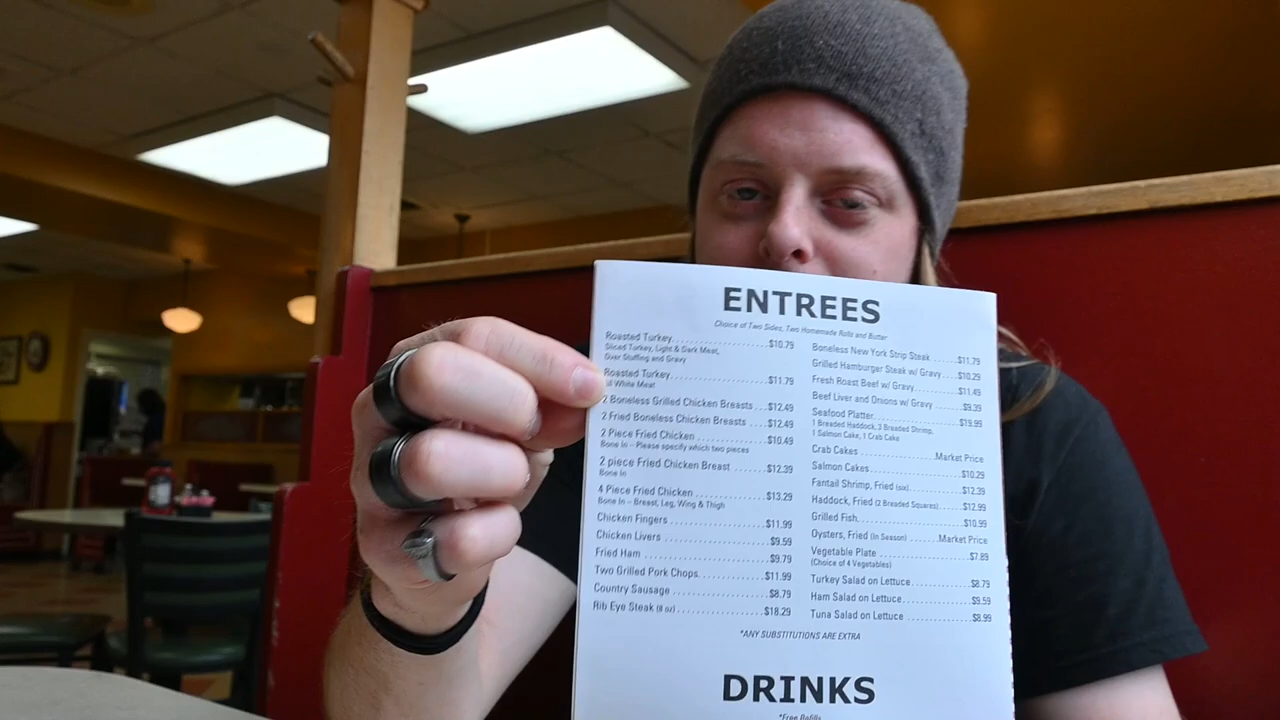 ENTREES
Choice of Two Sides, Two Homemade Rolls and Butter
Roasted Turkey..........................$10.79
Sliced Turkey, Light & Dark Meat,
Over Stuffing and Gravy
Roasted Turkey..........................$11.79
White Meat
2 Boneless Grilled Chicken Breasts ...$12.49
2 Fried Boneless Chicken Breasts ...$12.49
2 Piece Fried Chicken ..................$10.49
Bone In – Please specify which two pieces
2 piece Fried Chicken Breast .........$12.39
Bone In
4 Piece Fried Chicken ..................$13.29
Bone In – Breast, Leg, Wing & Thigh
Chicken Fingers .........................$11.99
Chicken Livers ...........................$9.59
Fried Ham .................................$9.79
Two Grilled Pork Chops................$11.99
Country Sausage ........................$8.79
Rib Eye Steak (8 oz) ....................$18.29
Boneless New York Strip Steak ......$11.79
Grilled Hamburger Steak w/ Gravy ....$10.29
Fresh Roast Beef w/ Gravy............$11.49
Beef Liver and Onions w/ Gravy ......$9.39
Seafood Platter..........................$19.99
1 Breaded Haddock, 3 Breaded Shrimp,
1 Salmon Cake, 1 Crab Cake
Crab Cakes ......................Market Price
Salmon Cakes ..........................$10.29
Fantail Shrimp, Fried (six)..............$12.39
Haddock, Fried (2 Breaded Squares)....$12.99
Grilled Fish...............................$10.99
Oysters, Fried (In Season) ........Market Price
Vegetable Plate .........................$7.89
(Choice of 4 Vegetables)
Turkey Salad on Lettuce................$8.79
Ham Salad on Lettuce..................$9.59
Tuna Salad on Lettuce .................$8.99
*ANY SUBSTITUTIONS ARE EXTRA
DRINKS
*Free Refills